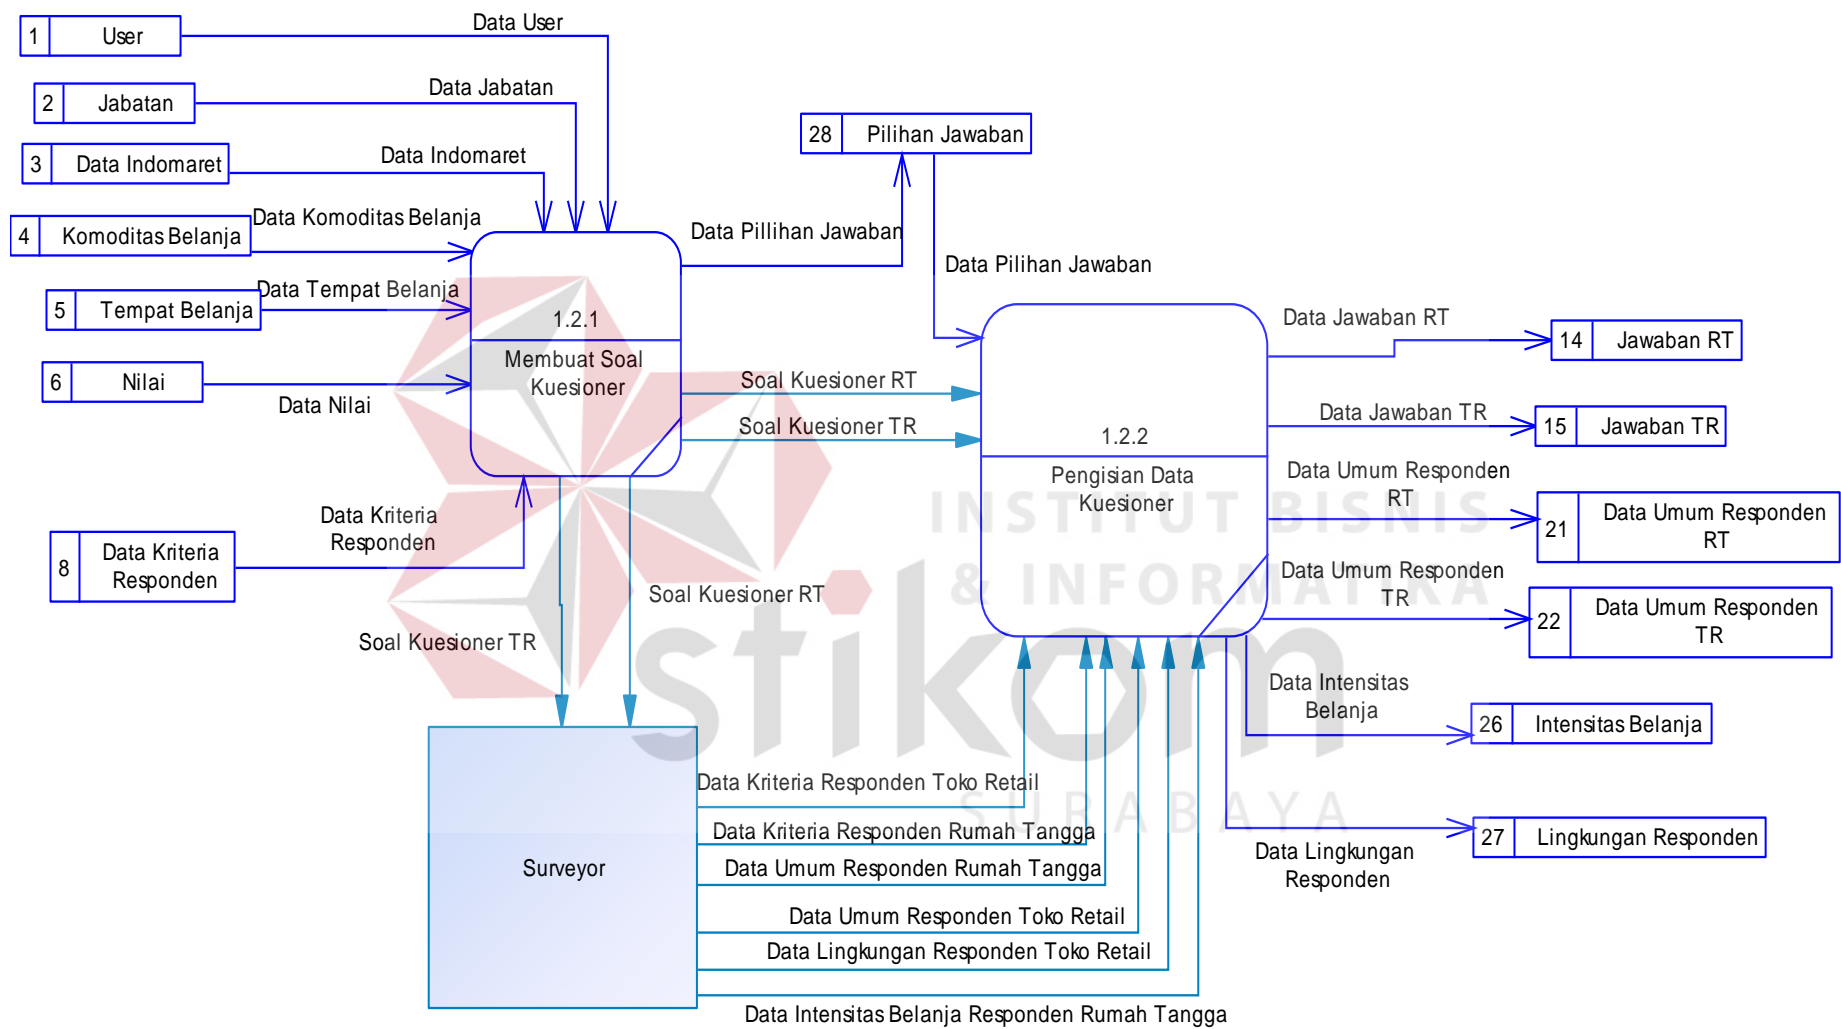 1 User
Data User
2 Jabatan
Data Jabatan
3 Data Indomaret
Data Indomaret
28 Pilihan Jawaban
4 Komoditas Belanja
Data Komoditas Belanja
Data Pillihan Jawaban
Data Pilihan Jawaban
5 Tempat Belanja
Data Tempat Belanja
1.2.1
Membuat Soal
Kuesioner
6 Nilai
Data Nilai
Soal Kuesioner RT
Soal Kuesioner TR
1.2.2
Pengisian Data
Kuesioner
Data Jawaban RT
14 Jawaban RT
Data Jawaban TR
15 Jawaban TR
Data Umum Responden
RT
21 Data Umum Responden
RT
Data Umum Responden
TR
22 Data Umum Responden
TR
8 Data Kriteria
Responden
Data Kriteria
Responden
Soal Kuesioner RT
Soal Kuesioner TR
INSTITUT BISNIS
& INFORMATIKA
stikom
SURABAYA
Data Intensitas
Belanja
26 Intensitas Belanja
Data Lingkungan
Responden
27 Lingkungan Responden
Surveyor
Data Kriteria Responden Toko Retail
Data Kriteria Responden Rumah Tangga
Data Umum Responden Rumah Tangga
Data Umum Responden Toko Retail
Data Lingkungan Responden Toko Retail
Data Intensitas Belanja Responden Rumah Tangga